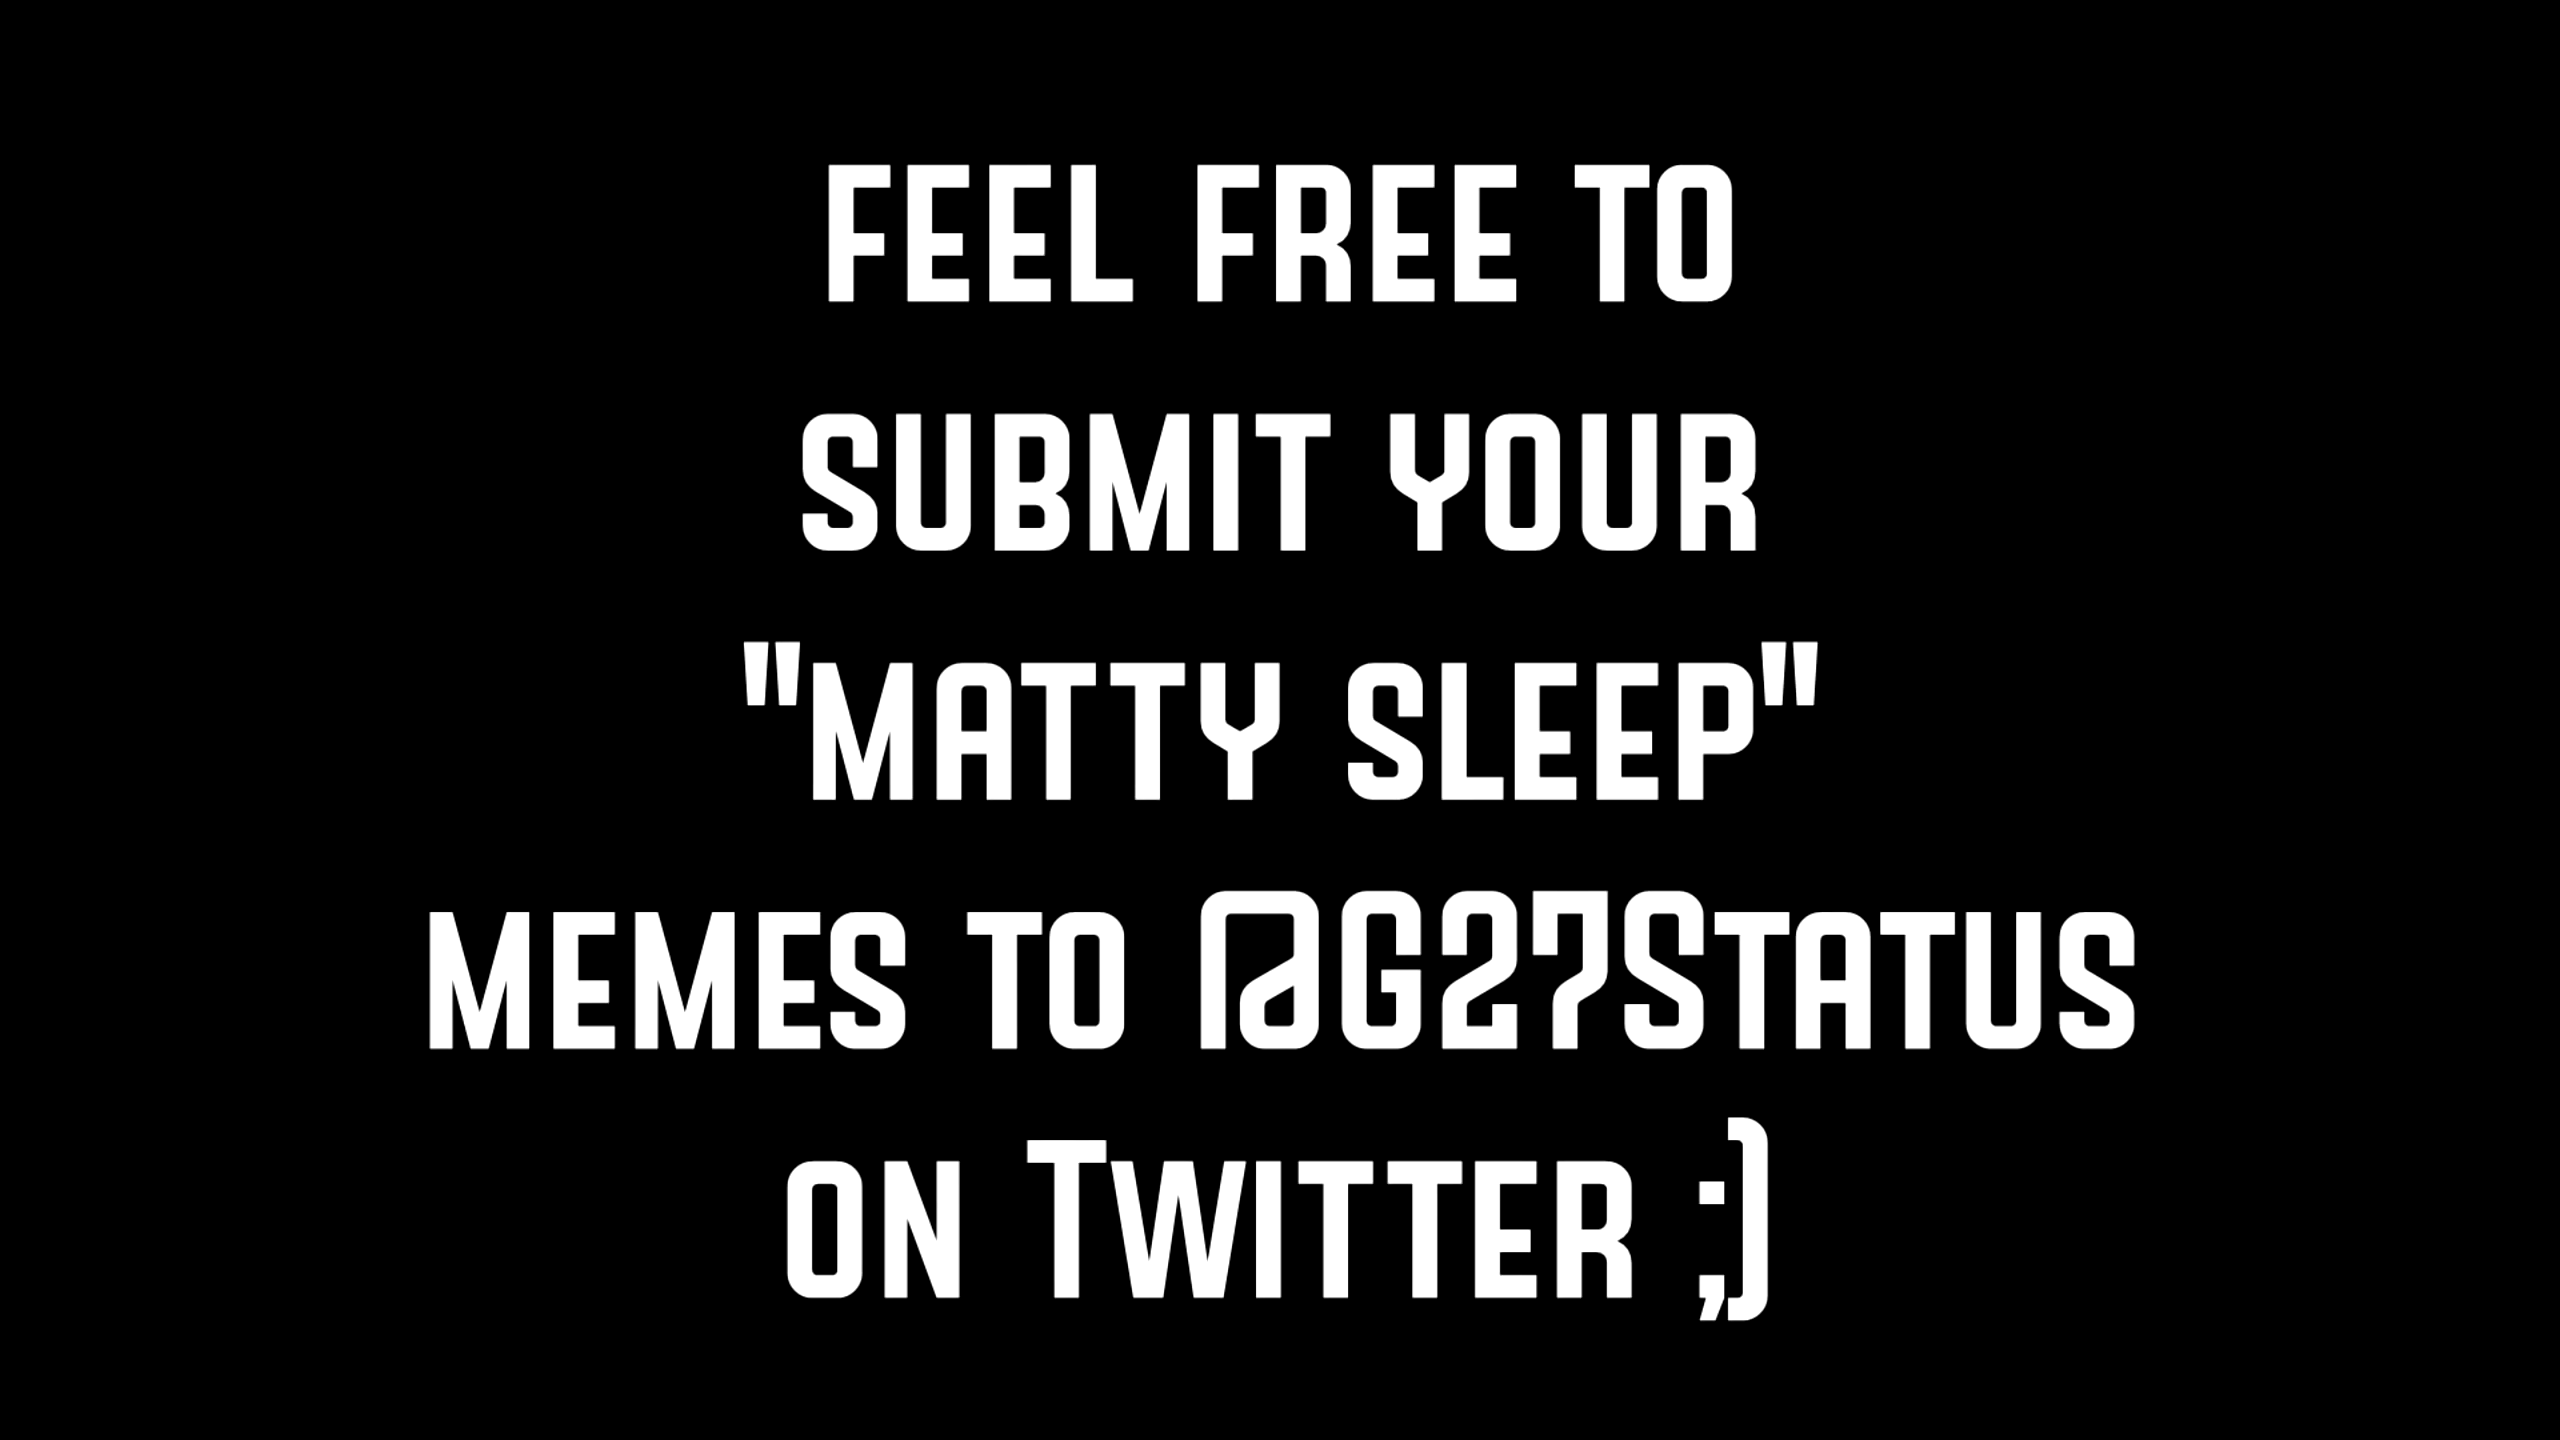 feel free to
submit your
"matty sleep"
memes to @G27Status
on Twitter ;)